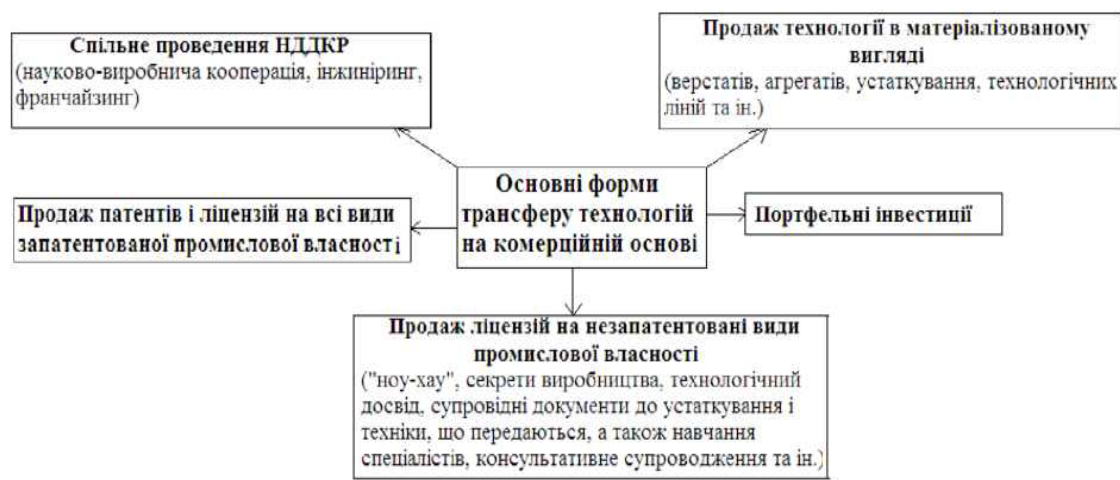 Спільне проведення НДДКР
(науково-виробнича кооперація, інжиніринг,
франчайзинг)
Продаж технології в матеріалізованому
вигляді
(верстатів, агрегатів, устаткування, технологічних
ліній та ін.)
Основні форми
трансферу технологій
на комерційній основі
Продаж патентів і ліцензій на всі види
запатентованої промислової власності
Портфельні інвестиції
Продаж ліцензій на незапатентовані види
промислової власності
("ноу-хау", секрети виробництва, технологічний
досвід, супровідні документи до устаткування і
техніки, що передаються, а також навчання
спеціалістів, консультативне супроводження та ін.)